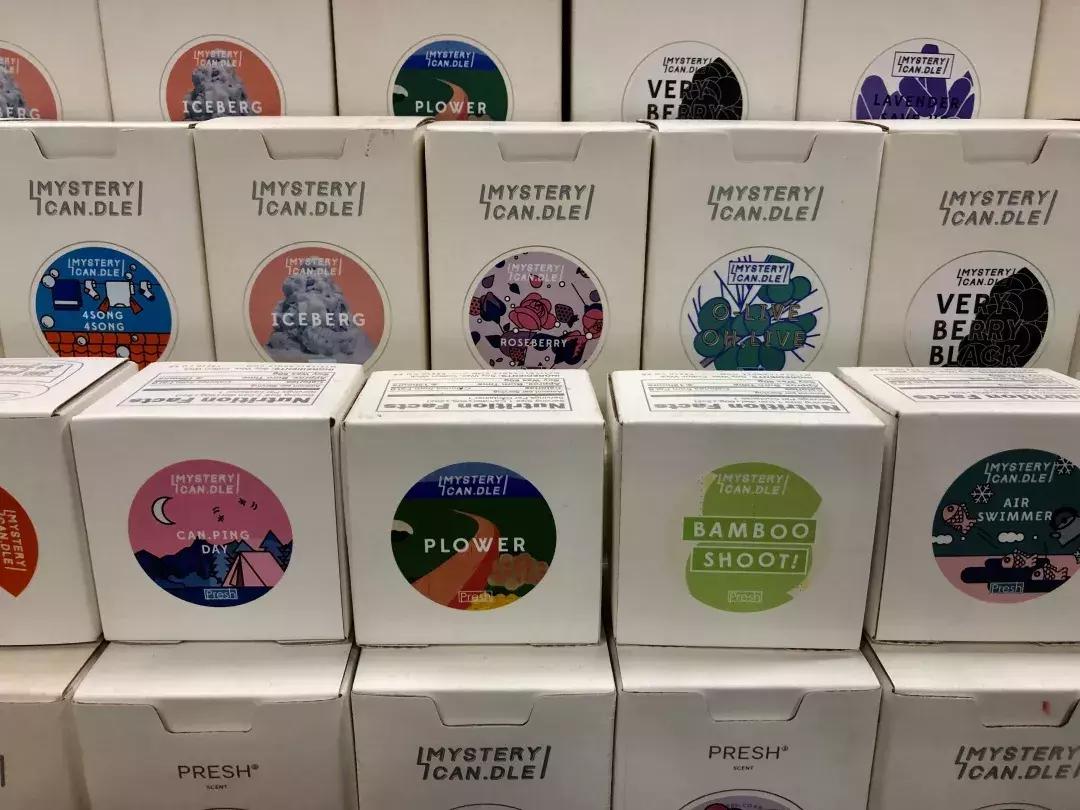 MYSTERY
CAN.DLE
ICEBERG
MYSTERY
CAN.DLE
PLOWER
MYSTERY
CAN.DLE
VERY
BERRY
MYSTERY
CAN.DLE
LAVENDER
MYSTERY
CAN.DLE
MYSTERY
CAN.DLE
4SONG
4SONG
MYSTERY
CAN.DLE
MYSTERY
CAN.DLE
ICEBERG
MYSTERY
CAN.DLE
MYSTERY
CAN.DLE
ROSEBERRY
MYSTERY
CAN.DLE
MYSTERY
CAN.DLE
O-LIVE
OH,LIVE
MYSTERY
CAN.DLE
MYSTERY
CAN.DLE
VERY
BERRY
BLACK
Nutrition Facts
Nutrition Facts
Nutrition Facts
Nutrition Facts
MYSTERY
CAN.DLE
MYSTERY
CAN.DLE
CAN.PING
DAY
Presh
MYSTERY
CAN.DLE
PLOWER
Presh
MYSTERY
CAN.DLE
BAMBOO
SHOOT!
Presh
MYSTERY
CAN.DLE
AIR
SWIMMER
Presh
PRESH®
SCENT
MYSTERY
CAN.DLE
PRESH®
SCENT
MYSTERY
CAN.DLE